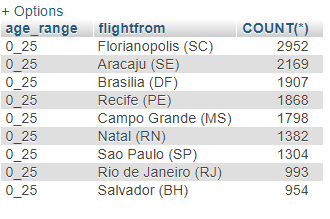 + Options
age_range flightfrom COUNT(*)
0_25 Florianopolis (SC) 2952
0_25 Aracaju (SE) 2169
0_25 Brasilia (DF) 1907
0_25 Recife (PE) 1868
0_25 Campo Grande (MS) 1798
0_25 Natal (RN) 1382
0_25 Sao Paulo (SP) 1304
0_25 Rio de Janeiro (RJ) 993
0_25 Salvador (BH) 954